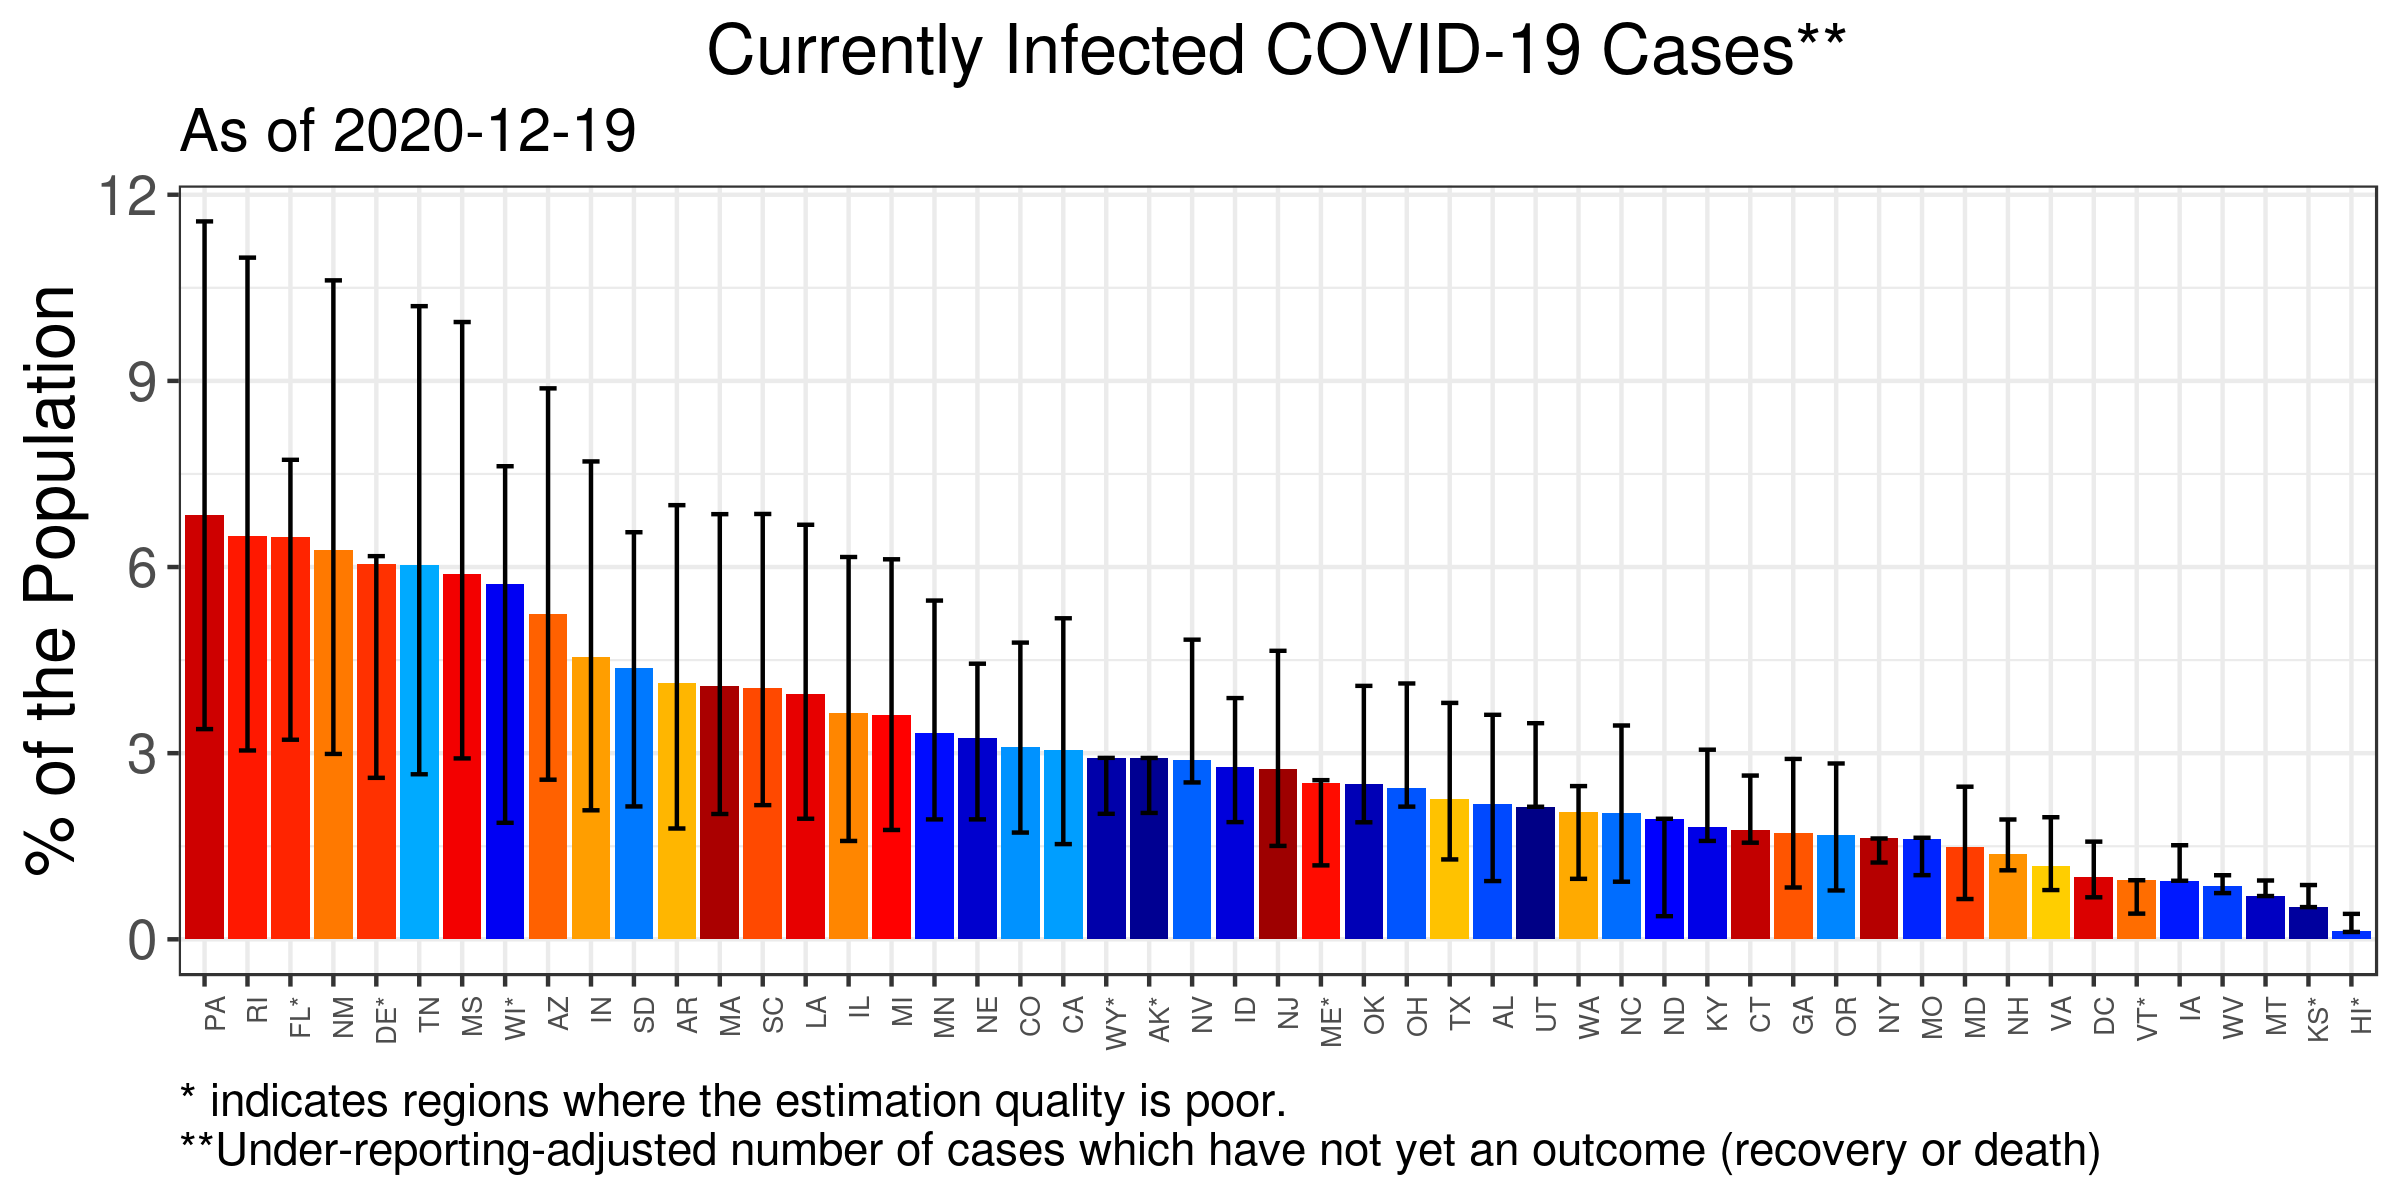 Currently Infected COVID-19 Cases**
As of 2020-12-19
% of the Population
12
9
6
3
0
PA RI FL* NM DE* TN MS WI* AZ IN SD AR MA SC LA IL MI MN NE CO CA WY* AK* NV ID NJ ME* OK OH TX AL UT WA NC ND KY CT GA OR NY MO MD NH VA DC VT* IA WV MT KS* HI*
* indicates regions where the estimation quality is poor.
**Under-reporting-adjusted number of cases which have not yet an outcome (recovery or death)